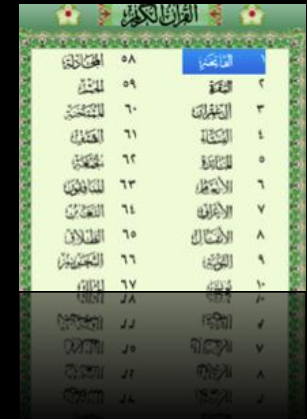 القرآن الكريم
١ الفاتحة ٥٨ المجادلة
٢ البقرة ٥٩ الحشر
٣ آل عمران ٦٠ الممتحنة
٤ النساء ٦١ الصف
٥ المائدة ٦٢ الجمعة
٦ الأنعام ٦٣ المنافقون
٧ الأعراف ٦٤ التغابن
٨ الأنفال ٦٥ الطلاق
٩ التوبة ٦٦ التحريم
١٠ يونس ٦٧ الملك